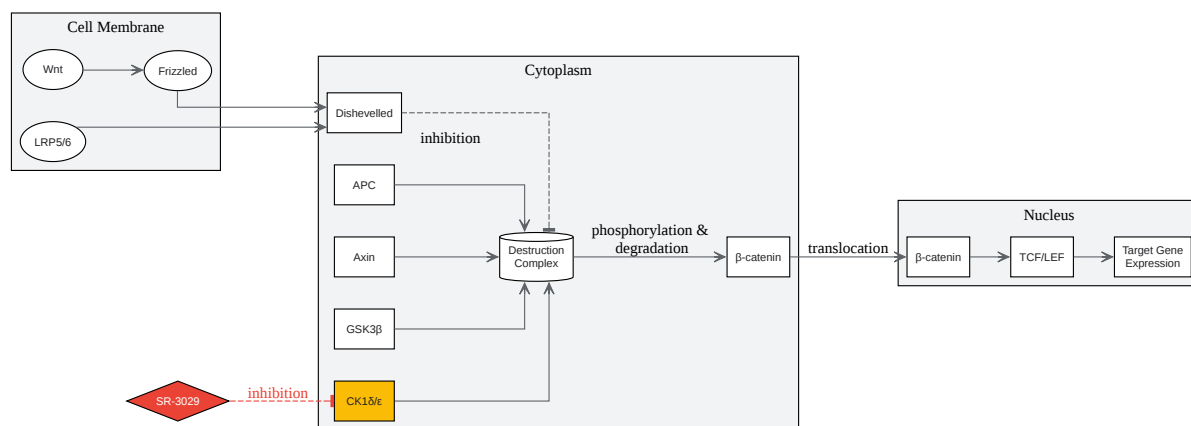 Cell Membrane
Wnt
Frizzled
LRP5/6
Cytoplasm
Dishevelled
inhibition
APC
Axin
GSK3β
SR-3029
inhibition
CK1δ/ε
Destruction
Complex
phosphorylation &
degradation
β-catenin
translocation
Nucleus
β-catenin
TCF/LEF
Target Gene
Expression